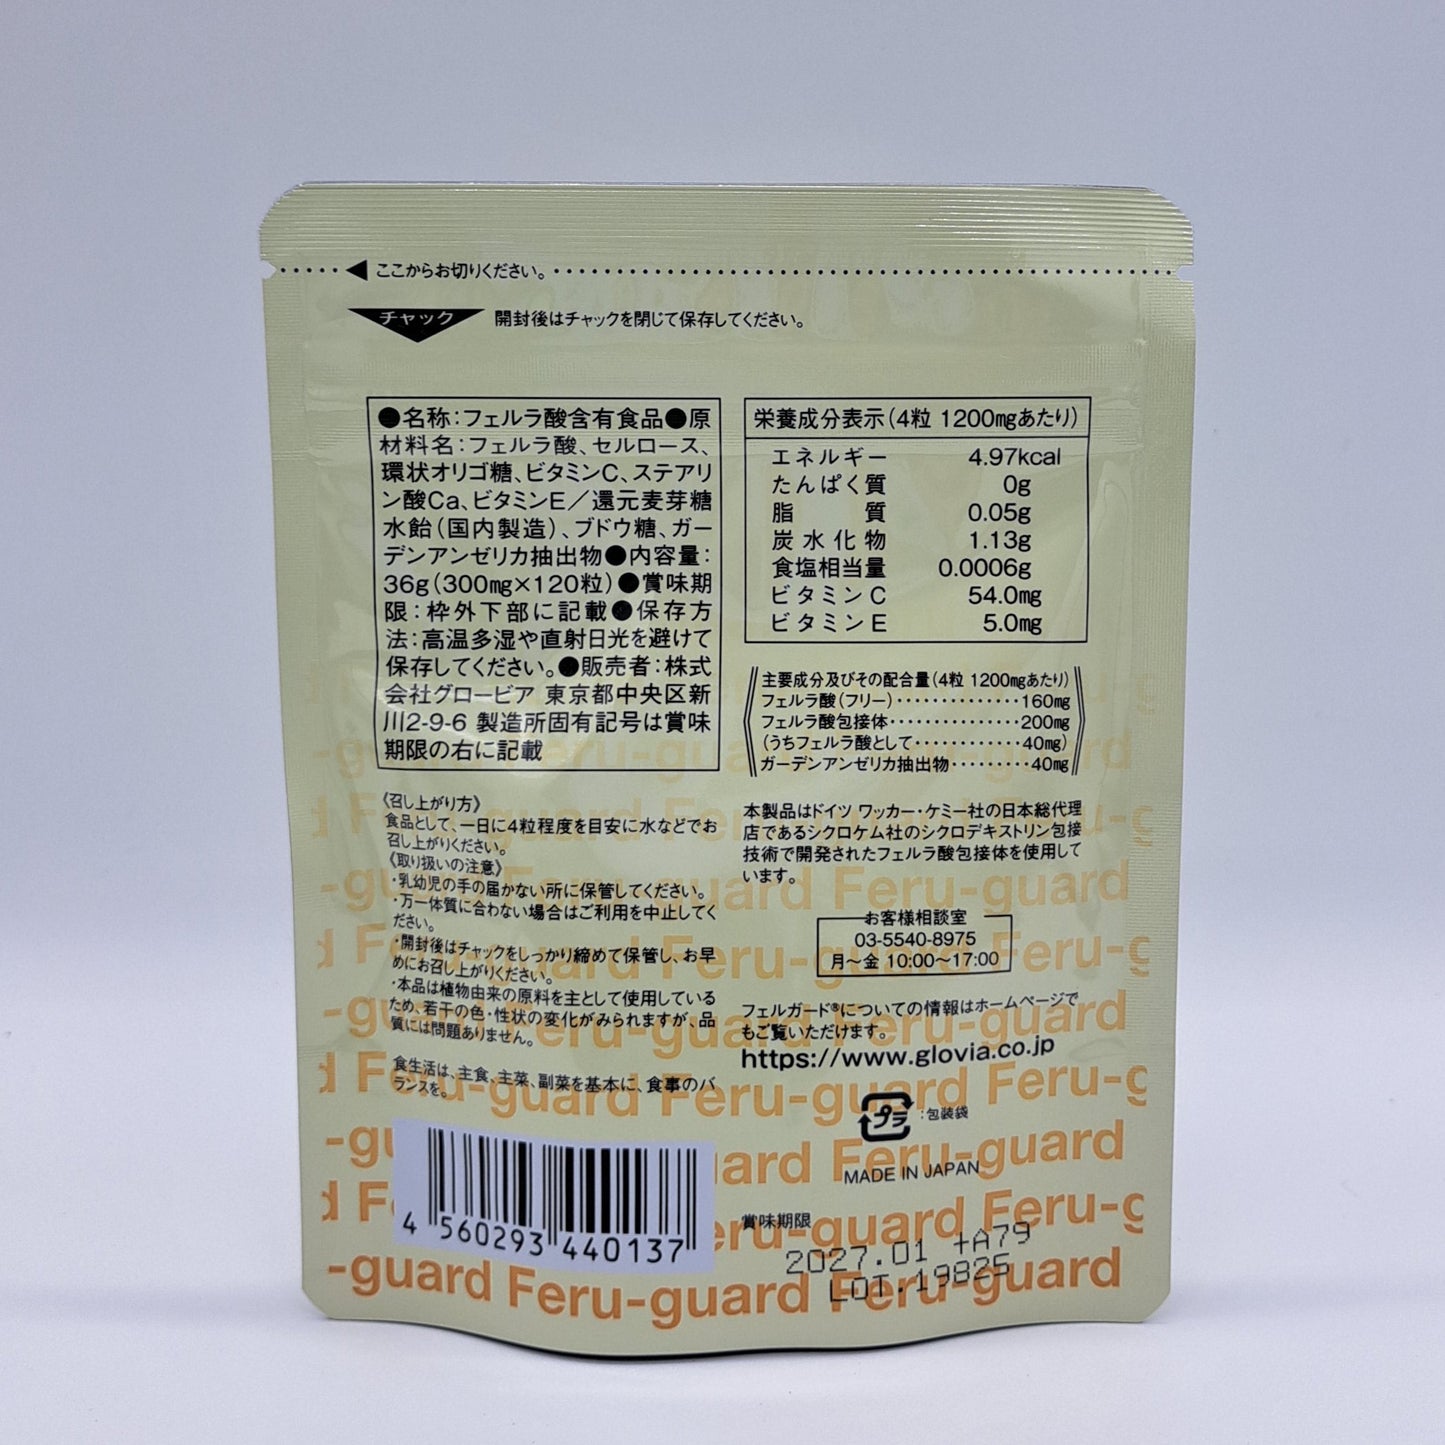 ここからお切りください。
チャック 開封後はチャックを閉じて保存してください。
●名称：フェルラ酸含有食品●原
材料名：フェルラ酸、セルロース、
環状オリゴ糖、ビタミンC、ステアリ
ン酸Ca、ビタミンE／還元麦芽糖
水飴（国内製造）、ブドウ糖、ガー
デンアンゼリカ抽出物●内容量：
36g（300㎎×120粒）●賞味期
限：枠外下部に記載●保存方
法：高温多湿や直射日光を避けて
保存してください。●販売者：株式
会社グロービア 東京都中央区新
川2-9-6 製造所固有記号は賞味
期限の右に記載
栄養成分表示（4粒 1200㎎あたり）
エネルギー 4.97kcal
たんぱく質 0g
脂質 0.05g
炭水化物 1.13g
食塩相当量 0.0006g
ビタミンC 54.0㎎
ビタミンE 5.0㎎
主要成分及びその配合量（4粒 1200㎎あたり）
フェルラ酸（フリー）‥‥‥‥‥‥‥160㎎
フェルラ酸包接体‥‥‥‥‥‥‥200㎎
（うちフェルラ酸として‥‥‥‥‥‥40㎎）
ガーデンアンゼリカ抽出物‥‥‥‥‥40㎎
《召し上がり方》
食品として、一日に4粒程度を目安に水などでお
召し上がりください。
《取り扱いの注意》
・乳幼児の手の届かない所に保管してください。
・万一体質に合わない場合はご利用を中止してく
ださい。
・開封後はチャックをしっかり締めて保管し、お早
めにお召し上がりください。
・本品は植物由来の原料を主として使用している
ため、若干の色・性状の変化がみられますが、品
質には問題ありません。
食生活は、主食、主菜、副菜を基本に、食事のバ
ランスを。
本製品はドイツ ワッカー・ケミー社の日本総代理
店であるシクロケム社のシクロデキストリン包接
技術で開発されたフェルラ酸包接体を使用して
います。
お客様相談室
03-5540-8975
月～金 10:00～17:00
フェルガード®についての情報はホームページで
もご覧いただけます。
https://www.glovia.co.jp
プラ ：包装袋
MADE IN JAPAN
賞味期限
2027.01 +A79
LOT.19825
4 560293 440137
-guard Feru-guard Feru-guard